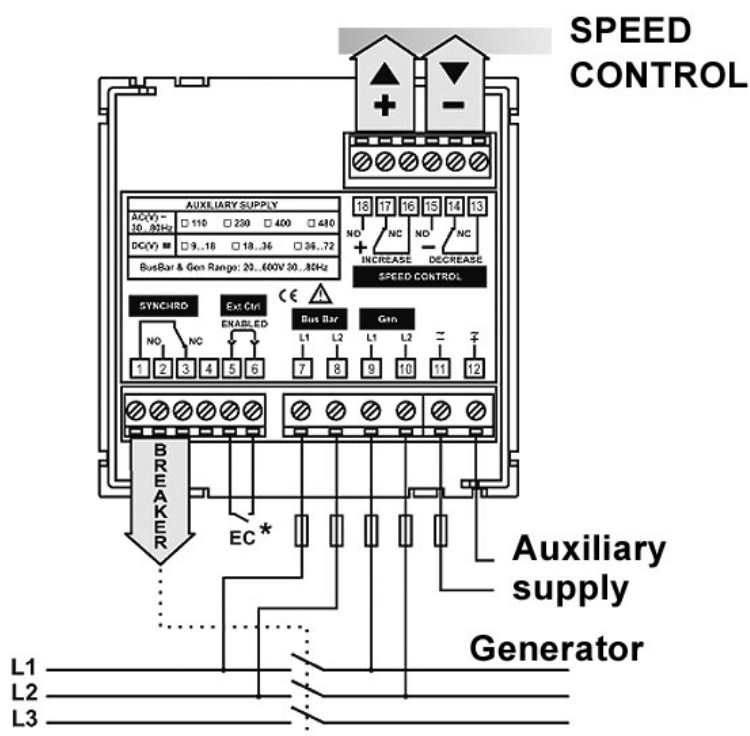 SPEED
CONTROL
+ -
AUXILIARY SUPPLY
AC(V) ~ 30..80Hz □ 110 □ 230 □ 400 □ 480
DC(V) □ 9...18 □ 18...36 □ 36...72
BusBar & Gen Range: 20...600V 30...80Hz
18 17 16 15 14 13
NO NC NO NC
+ -
INCREASE DECREASE
SPEED CONTROL
CE
SYNCHRO Ext Ctrl
ENABLED
Bus Bar Gen
NO NC
L1 L2 L1 L2
1 2 3 4 5 6 7 8 9 10 11 12
BREAKER
EC*
Auxiliary
supply
Generator
L1
L2
L3